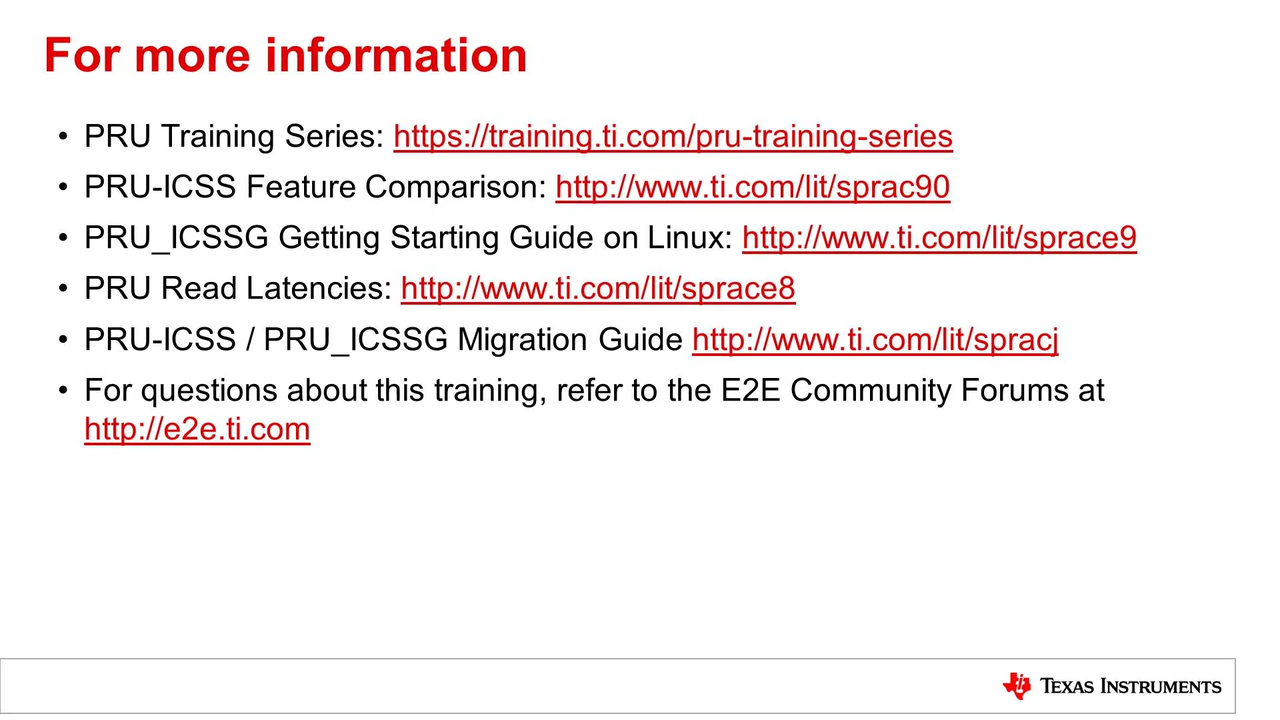 For more information
• PRU Training Series: https://training.ti.com/pru-training-series
• PRU-ICSS Feature Comparison: http://www.ti.com/lit/sprac90
• PRU_ICSSG Getting Starting Guide on Linux: http://www.ti.com/lit/sprace9
• PRU Read Latencies: http://www.ti.com/lit/sprace8
• PRU-ICSS / PRU_ICSSG Migration Guide http://www.ti.com/lit/spracj
• For questions about this training, refer to the E2E Community Forums at
http://e2e.ti.com
TEXAS INSTRUMENTS